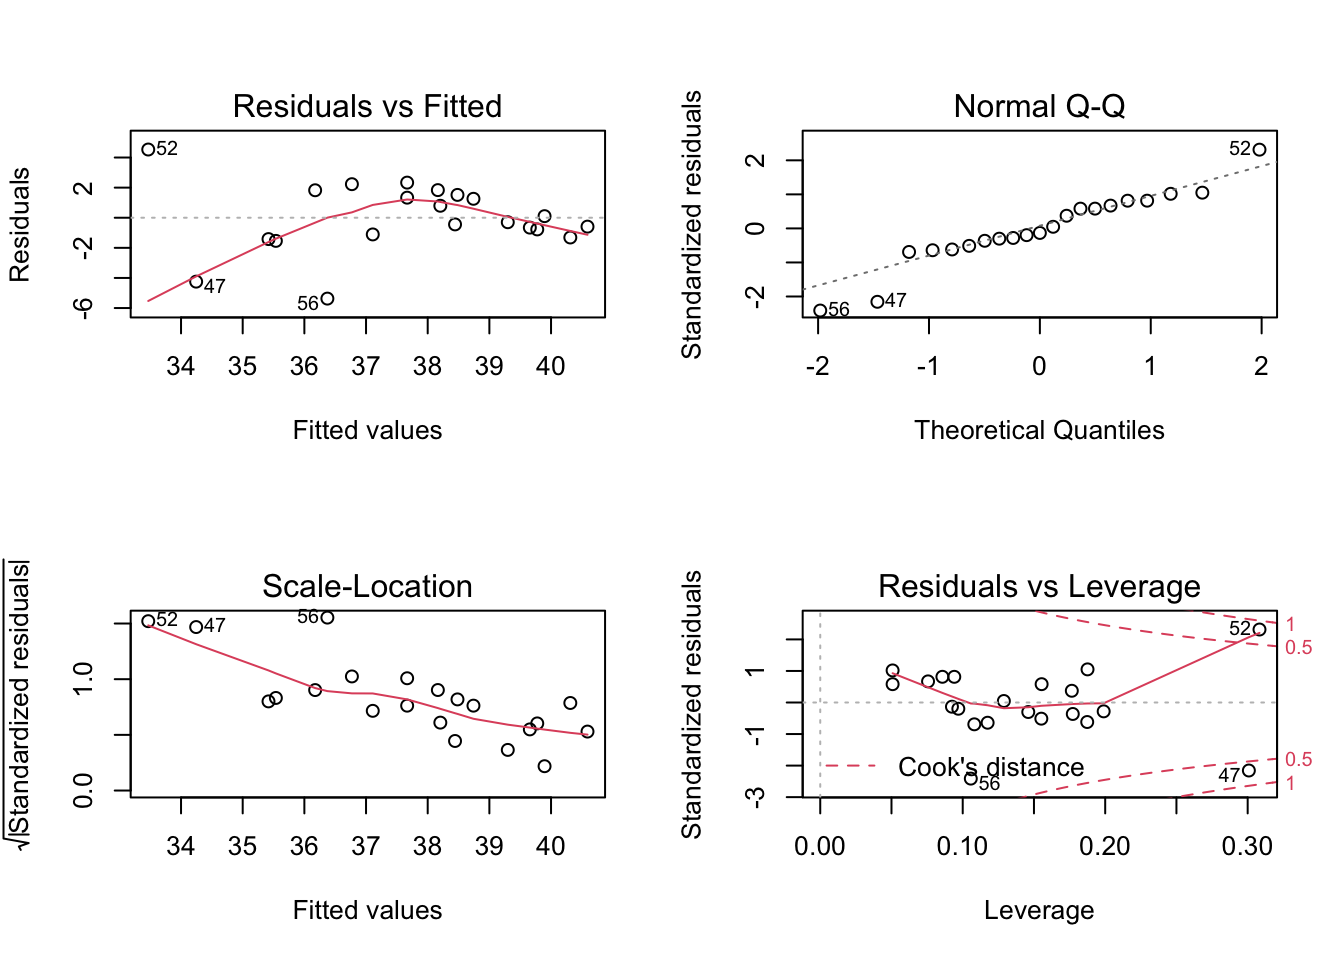 Residuals vs Fitted
Residuals
2
-2
-6
52
47
56
34 35 36 37 38 39 40
Fitted values
Normal Q-Q
Standardized residuals
2
0
-2
52
47
56
-2 -1 0 1 2
Theoretical Quantiles
Scale-Location
√|Standardized residuals|
1.0
0.0
52
47
56
34 35 36 37 38 39 40
Fitted values
Residuals vs Leverage
Standardized residuals
1
-1
-3
52
1
0.5
0.5
47
1
Cook's distance
56
0.00 0.10 0.20 0.30
Leverage